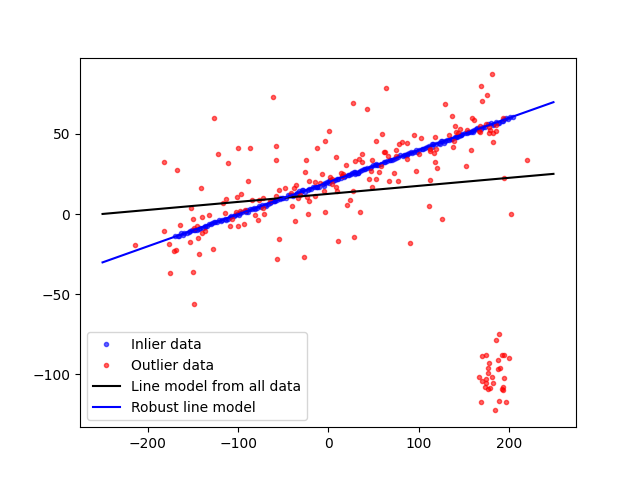 50
0
−50
−100
Inlier data
Outlier data
Line model from all data
Robust line model
−200 −100 0 100 200